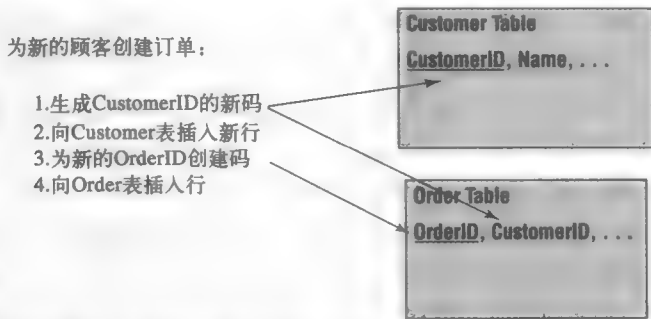 为新的顾客创建订单：
1.生成CustomerID的新码
2.向Customer表插入新行
3.为新的OrderID创建码
4.向Order表插入行
Customer Table
CustomerID, Name, . . .
Order Table
OrderID, CustomerID, . . .